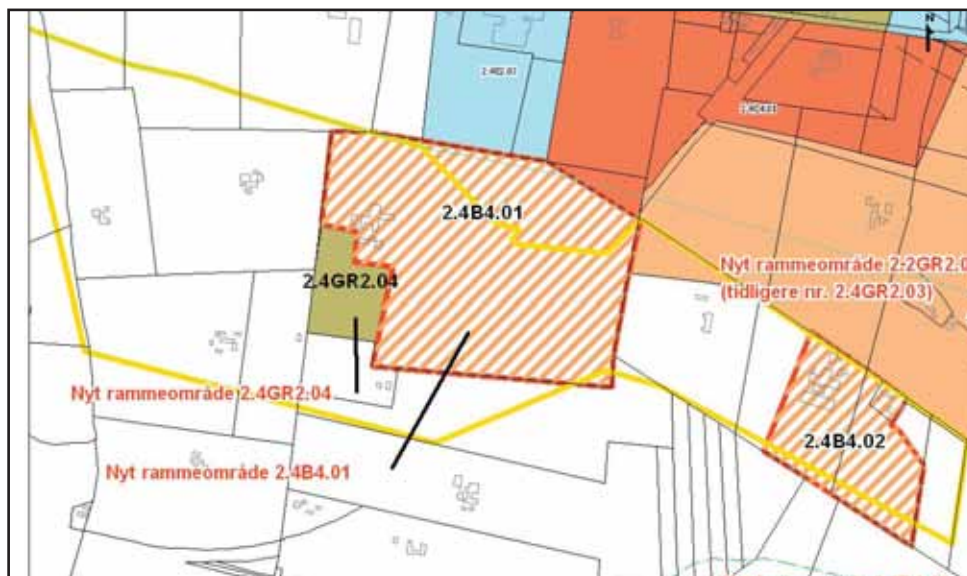 2.4B4.01
Nyt rammeområde 2.2GR2.0
(tidligere nr. 2.4GR2.03)
2.4GR2.04
Nyt rammeområde 2.4GR2.04
2.4B4.02
Nyt rammeområde 2.4B4.01